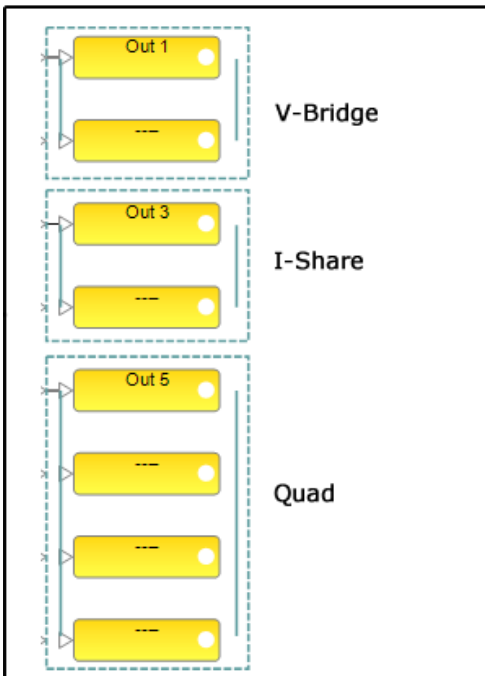 Out 1
V-Bridge
----
Out 3
I-Share
----
Out 5
----
Quad
----
----